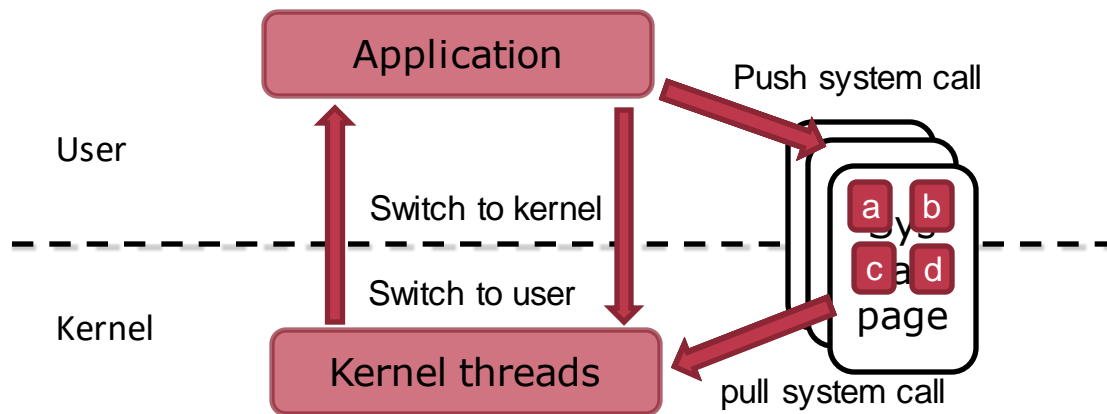 Application
Push system call
User
a b
Switch to kernel
c d
Switch to user
page
Kernel
Kernel threads
pull system call